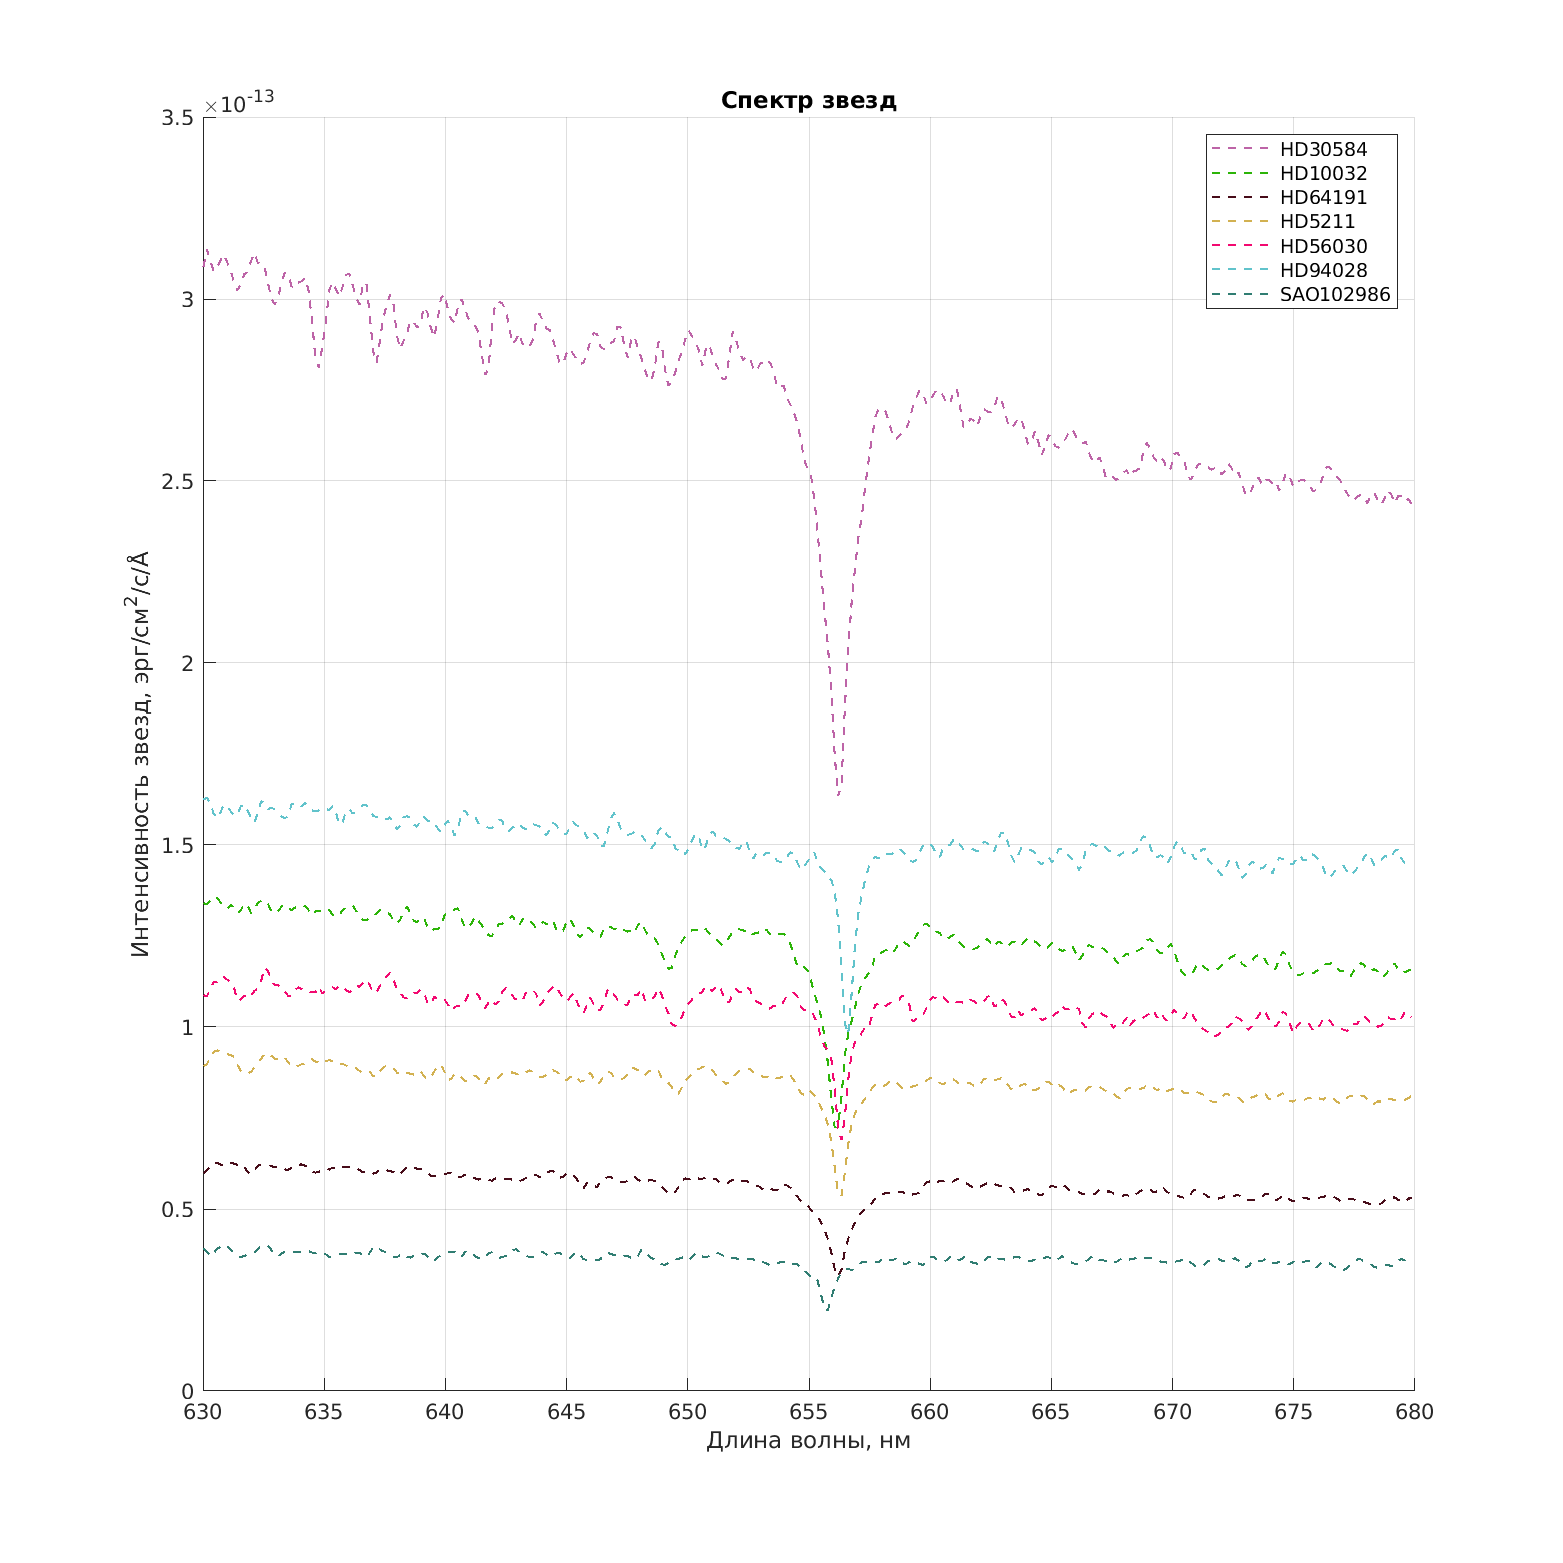 Спектр звезд
×10-13
3.5
3
2.5
2
1.5
1
0.5
0
Интенсивность звезд, эрг/см2/с/Å
HD30584
HD10032
HD64191
HD5211
HD56030
HD94028
SAO102986
630 635 640 645 650 655 660 665 670 675 680
Длина волны, нм